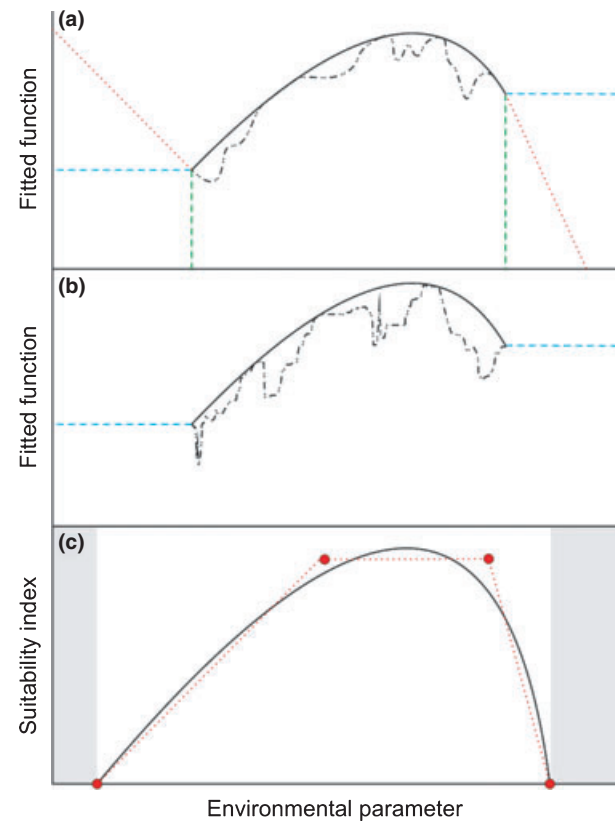 (a)
Fitted function
(b)
Fitted function
(c)
Suitability index
Environmental parameter